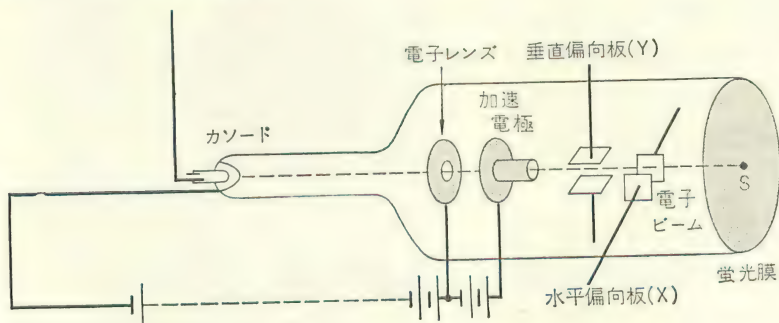 電子レンズ
垂直偏向板(Y)
加速
電極
カソード
S
電子
ビーム
蛍光膜
水平偏向板(X)